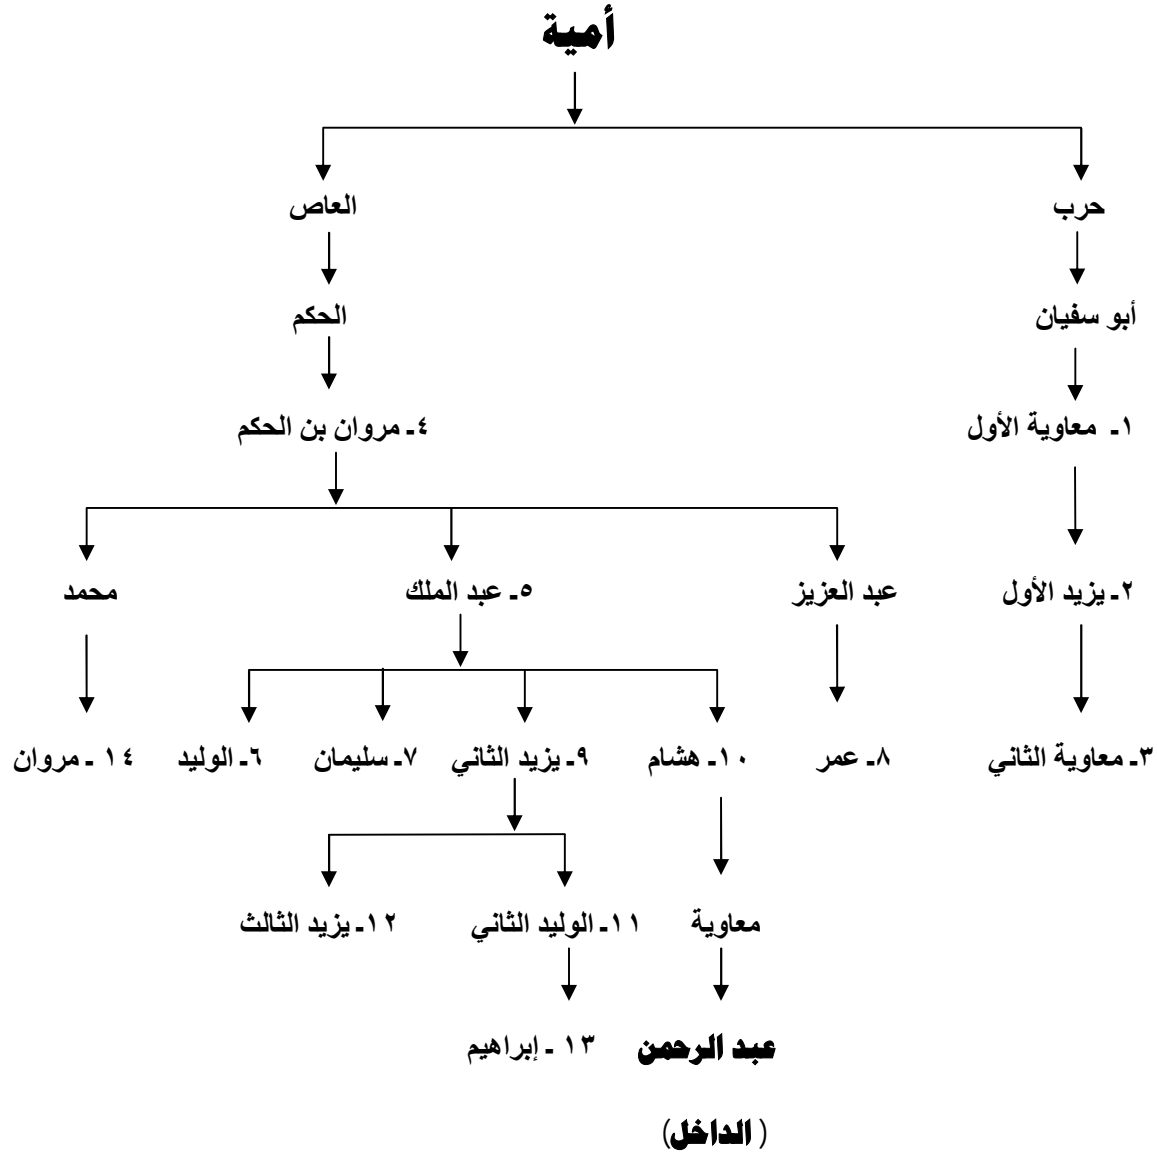 أمية
حرب
العاص
أبو سفيان
الحكم
١ـ معاوية الأول
٤ـ مروان بن الحكم
٢ـ يزيد الأول
عبد العزيز
٥ـ عبد الملك
محمد
٣ـ معاوية الثاني
٨ـ عمر
١٠ـ هشام
٩ـ يزيد الثاني
٧ـ سليمان
٦ـ الوليد
١٤ ـ مروان
معاوية
١١ـ الوليد الثاني
١٢ـ يزيد الثالث
عبد الرحمن
١٣ ـ إبراهيم
(الداخل)